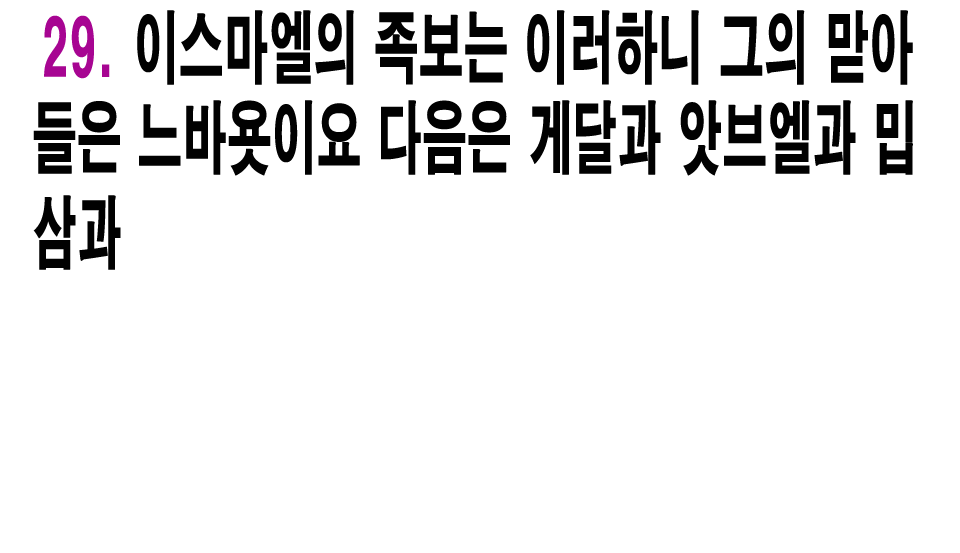 29. 이스마엘의 족보는 이러하니 그의 맏아
들은 느바욧이요 다음은 게달과 앗브엘과 밉
삼과